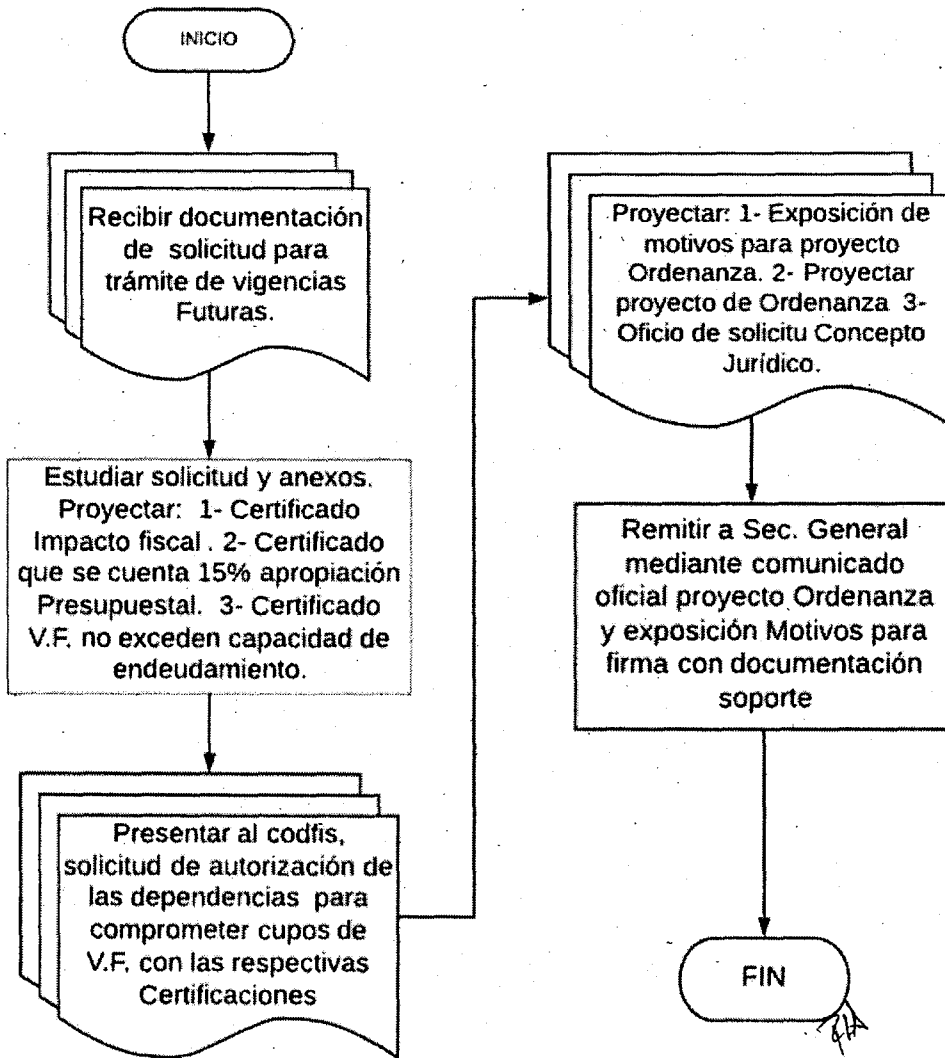 INICIO
Recibir documentación
de solicitud para
trámite de vigencias
Futuras.
Estudiar solicitud y anexos.
Proyectar: 1- Certificado
Impacto fiscal . 2- Certificado
que se cuenta 15% apropiación
Presupuestal. 3- Certificado
V.F. no exceden capacidad de
endeudamiento.
Presentar al codfis,
solicitud de autorización de
las dependencias para
comprometer cupos de
V.F. con las respectivas
Certificaciones
Proyectar: 1- Exposición de
motivos para proyecto
Ordenanza. 2- Proyectar
proyecto de Ordenanza 3-
Oficio de solicitu Concepto
Jurídico.
Remitir a Sec. General
mediante comunicado
oficial proyecto Ordenanza
y exposición Motivos para
firma con documentación
soporte
FIN